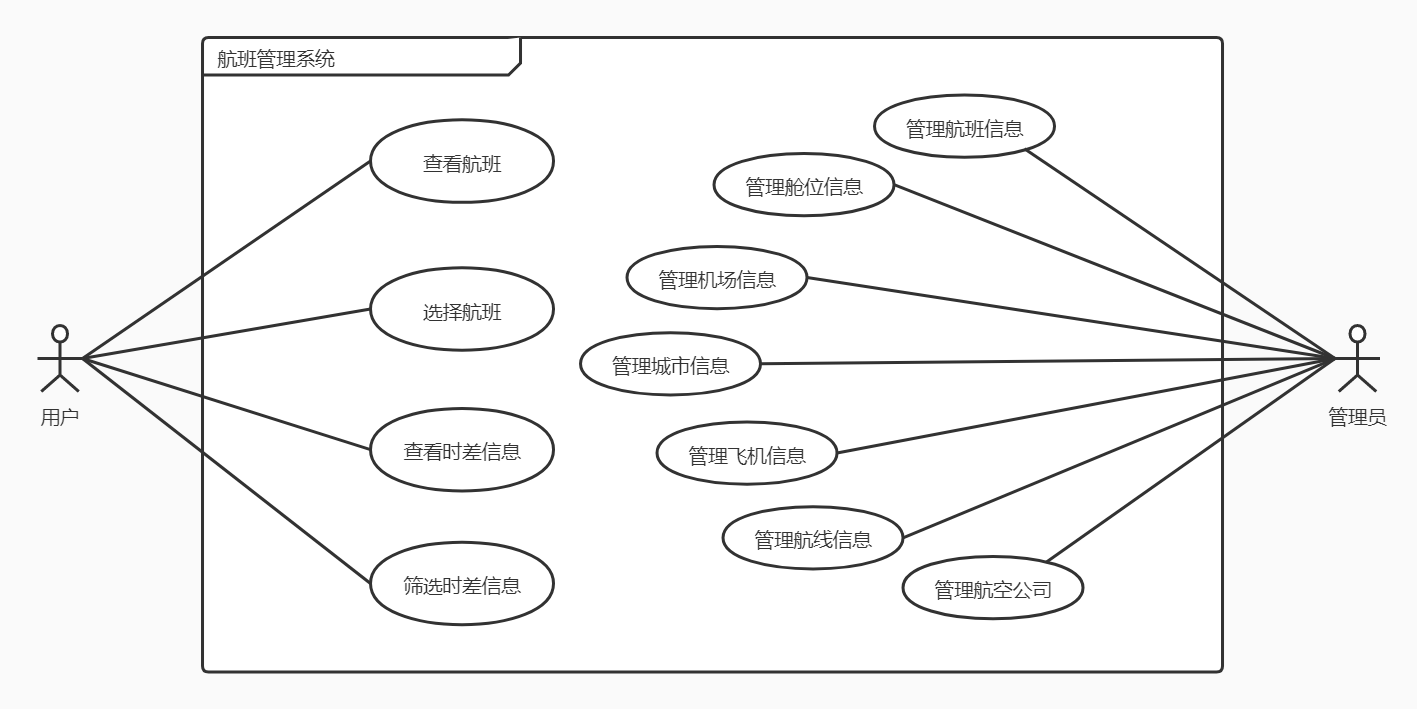 航班管理系统
管理航班信息
查看航班
管理舱位信息
管理机场信息
选择航班
管理城市信息
用户
管理员
查看时差信息
管理飞机信息
管理航线信息
筛选时差信息
管理航空公司